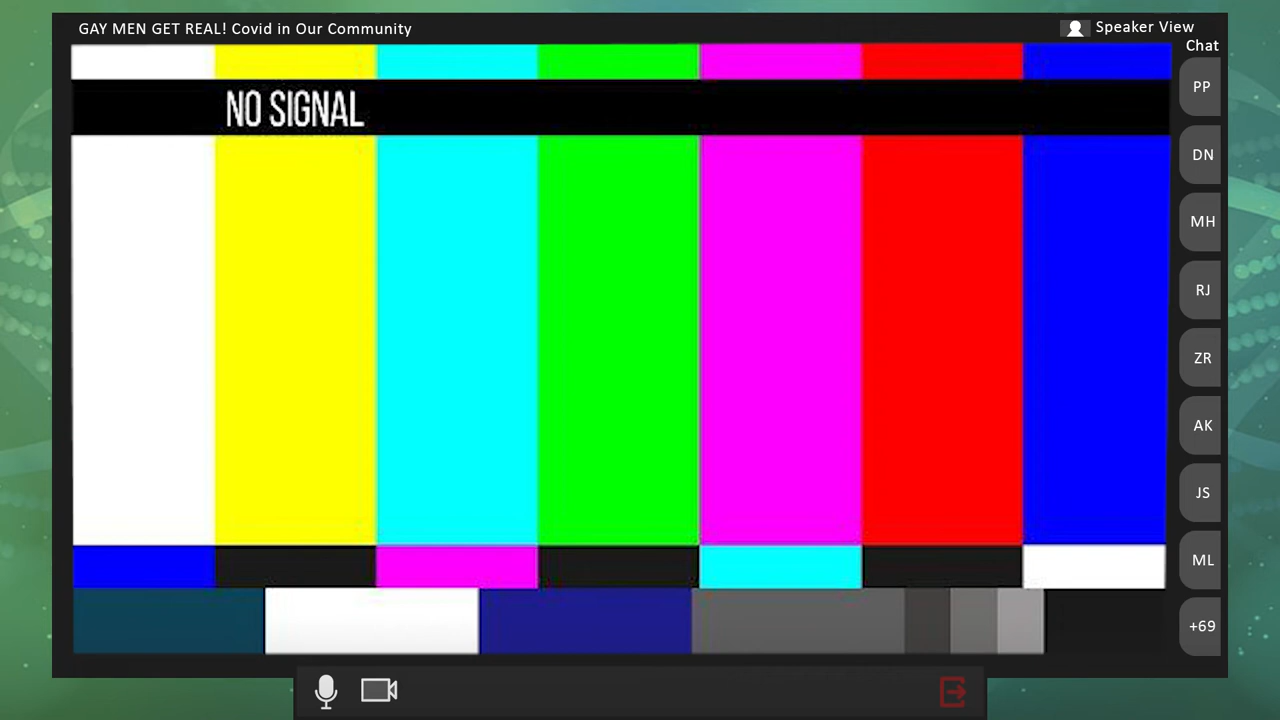 GAY MEN GET REAL! Covid in Our Community
Speaker View
Chat
NO SIGNAL
PP
DN
MH
RJ
ZR
AK
JS
ML
+69